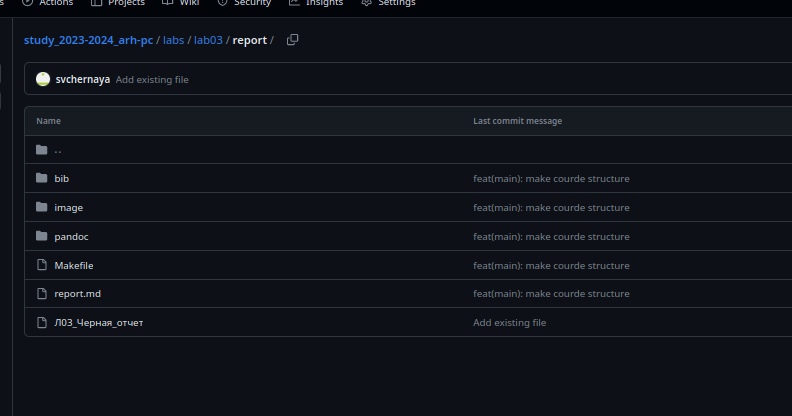 s Actions Projects Wiki Security Insights Settings
study_2023-2024_arh-pc / labs / lab03 / report /
svchernaya Add existing file
Name Last commit message
..
bib feat(main): make courde structure
image feat(main): make courde structure
pandoc feat(main): make courde structure
Makefile feat(main): make courde structure
report.md feat(main): make courde structure
Л03_Черная_отчет Add existing file